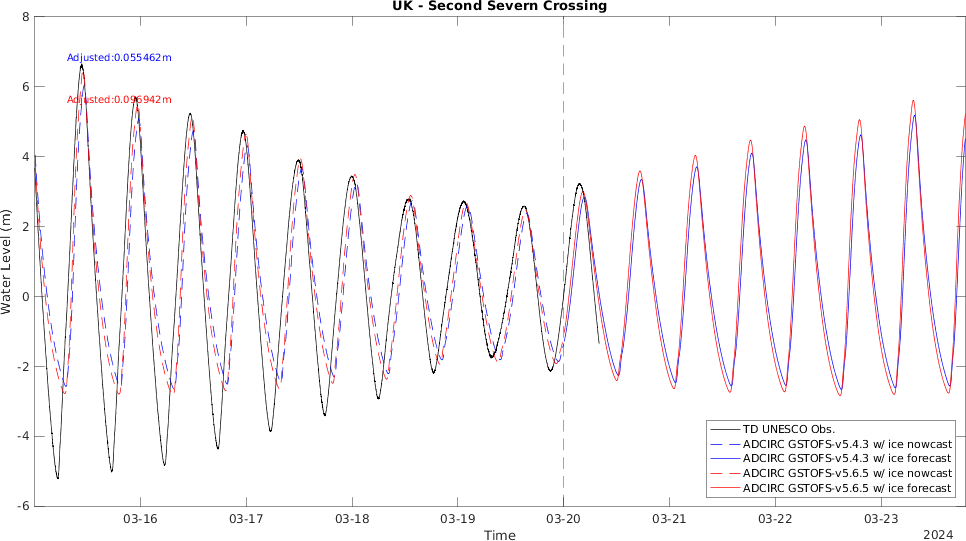 UK - Second Severn Crossing
8
6
4
2
0
-2
-4
-6
Water Level (m)
Adjusted:0.055462m
Adjusted:0.096942m
TD UNESCO Obs.
ADCIRC GSTOFS-v5.4.3 w/ ice nowcast
ADCIRC GSTOFS-v5.4.3 w/ ice forecast
ADCIRC GSTOFS-v5.6.5 w/ ice nowcast
ADCIRC GSTOFS-v5.6.5 w/ ice forecast
03-16 03-17 03-18 03-19 03-20 03-21 03-22 03-23
Time
2024